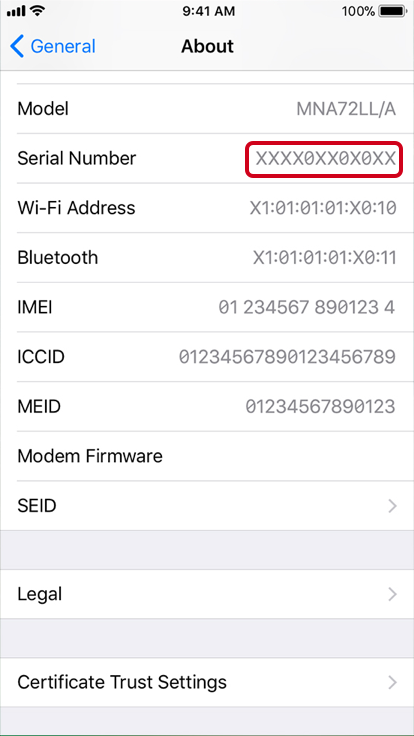 9:41 AM 100%
General About
Model MNA72LL/A
Serial Number XXXX0XX0X0XX
Wi-Fi Address X1:01:01:01:X0:10
Bluetooth X1:01:01:01:X0:11
IMEI 01 234567 890123 4
ICCID 01234567890123456789
MEID 01234567890123
Modem Firmware
SEID
Legal
Certificate Trust Settings